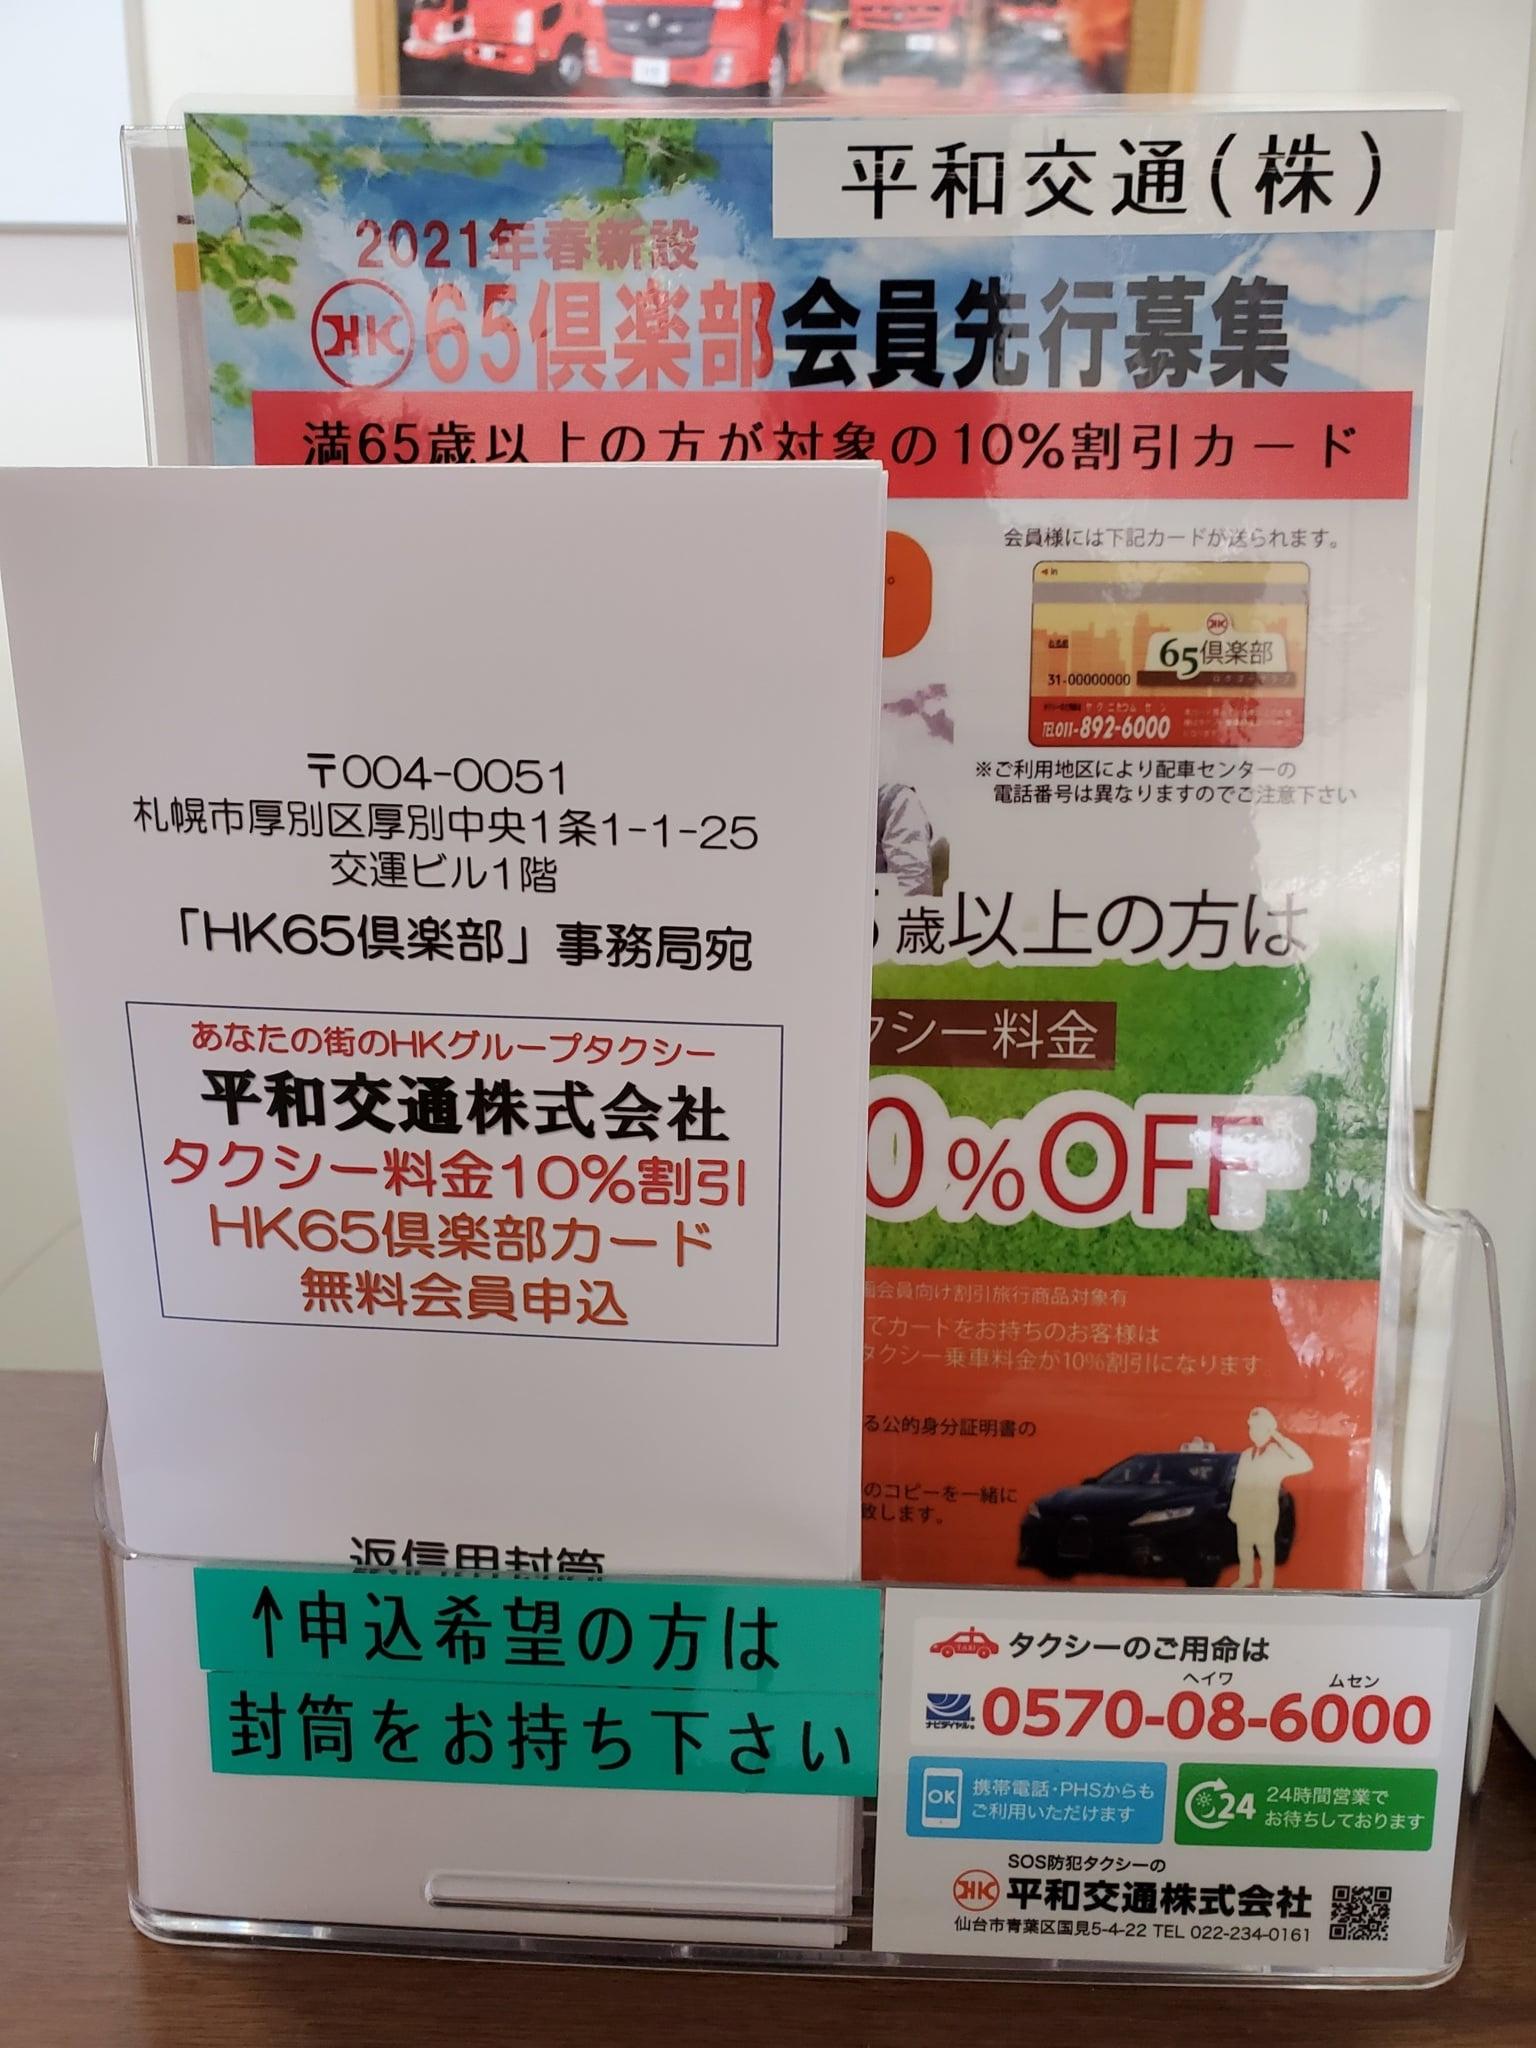 平和交通(株)
2021年春新設
HK 65倶楽部会員先行募集
満65歳以上の方が対象の10%割引カード
会員様には下記カードが送られます。
HK
65倶楽部
31-00000000
TEL011-892-6000
※ご利用地区により配車センターの
電話番号は異なりますのでご注意下さい
歳以上の方は
クシー料金
0%OFF
会員向け割引旅行商品対象有
てカードをお持ちのお客様は
タクシー乗車料金が10%割引になります
る公的身分証明書の
のコピーを一緒に
致します。
〒004-0051
札幌市厚別区厚別中央1条1-1-25
交運ビル1階
「HK65倶楽部」事務局宛
あなたの街のHKグループタクシー
平和交通株式会社
タクシー料金10%割引
HK65倶楽部カード
無料会員申込
返信用封筒
↑申込希望の方は
封筒をお持ち下さい
TAXI タクシーのご用命は
ヘイワ ムセン
ナビダイヤル 0570-08-6000
OK 携帯電話・PHSからも
ご利用いただけます
24 24時間営業で
お待ちしております
SOS防犯タクシーの
HK 平和交通株式会社
仙台市青葉区国見5-4-22 TEL 022-234-0161